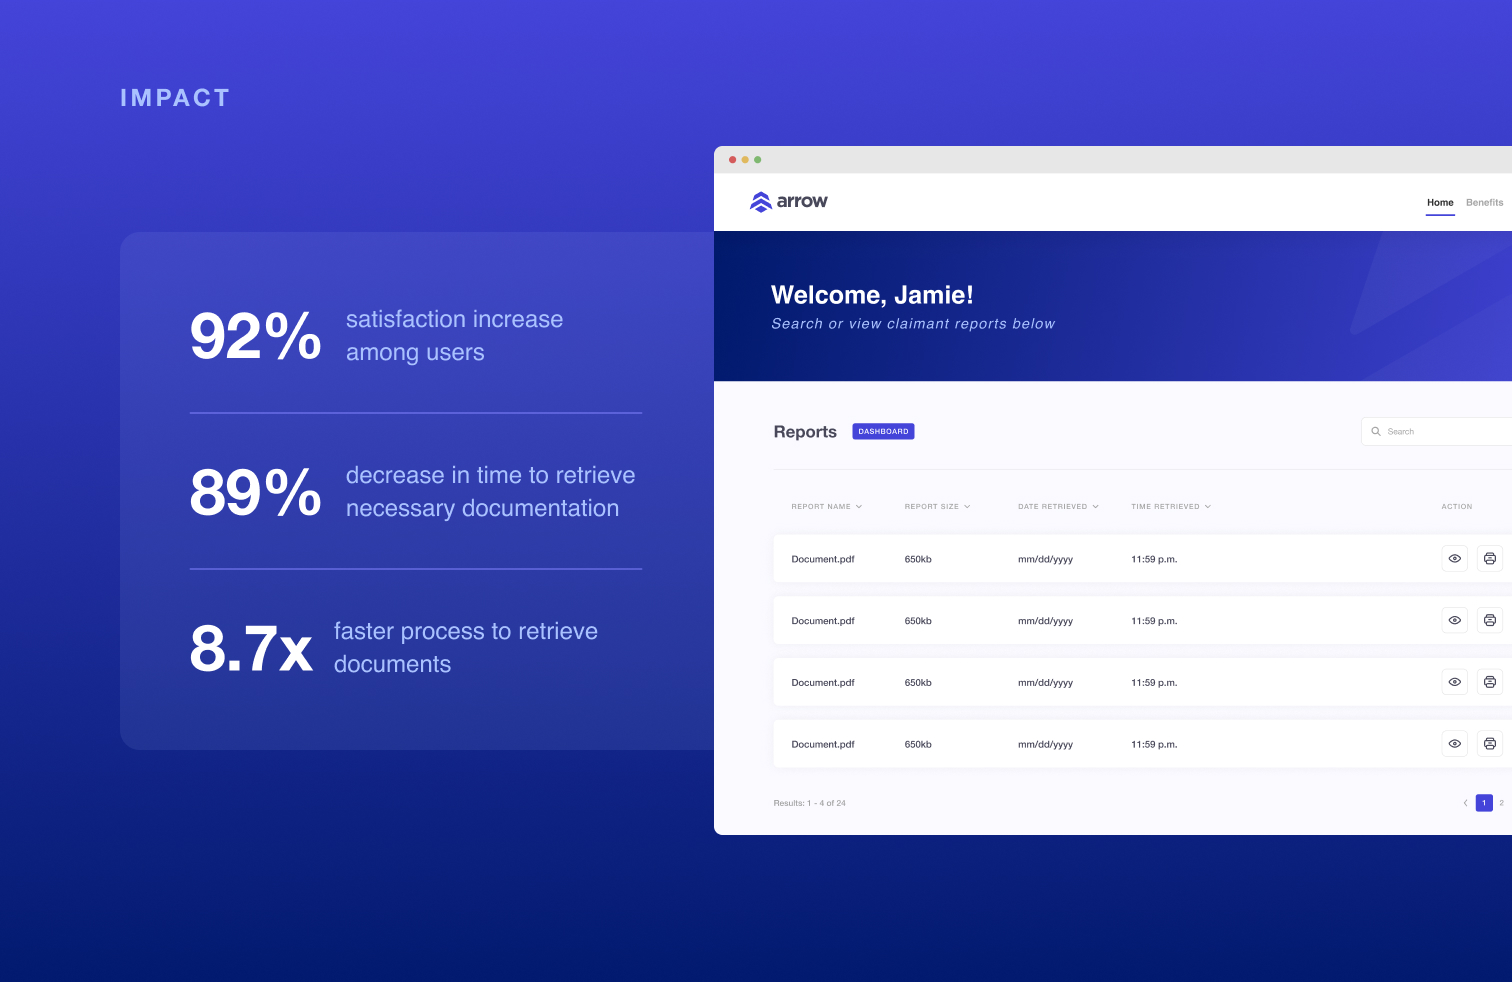 IMPACT
92%
satisfaction increase
among users
89%
decrease in time to retrieve
necessary documentation
8.7x
faster process to retrieve
documents
arrow
Home Benefits
Welcome, Jamie!
Search or view claimant reports below
Reports DASHBOARD Search
REPORT NAME REPORT SIZE DATE RETRIEVED TIME RETRIEVED ACTION
Document.pdf 650kb mm/dd/yyyy 11:59 p.m.
Document.pdf 650kb mm/dd/yyyy 11:59 p.m.
Document.pdf 650kb mm/dd/yyyy 11:59 p.m.
Document.pdf 650kb mm/dd/yyyy 11:59 p.m.
Results: 1 - 4 of 24 1 2